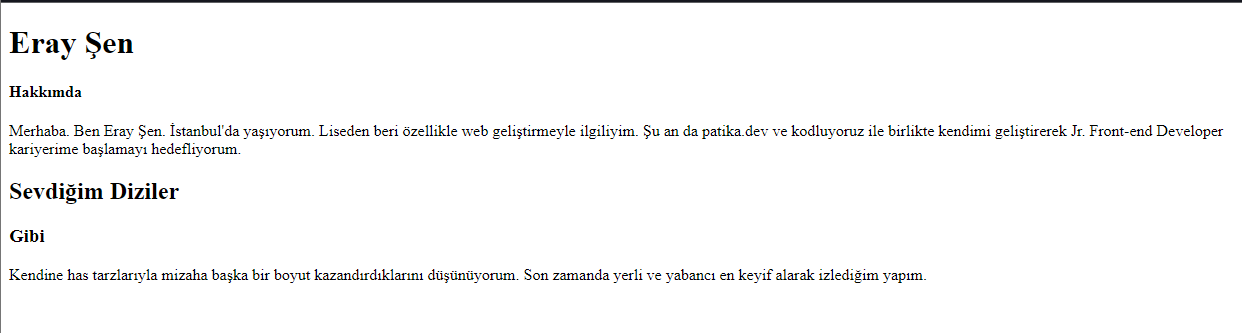 Eray Şen
Hakkımda
Merhaba. Ben Eray Şen. İstanbul'da yaşıyorum. Liseden beri özellikle web geliştirmeyle ilgiliyim. Şu an da patika.dev ve kodluyoruz ile birlikte kendimi geliştirerek Jr. Front-end Developer
kariyerime başlamayı hedefliyorum.
Sevdiğim Diziler
Gibi
Kendine has tarzlarıyla mizaha başka bir boyut kazandırdıklarını düşünüyorum. Son zamanda yerli ve yabancı en keyif alarak izlediğim yapım.